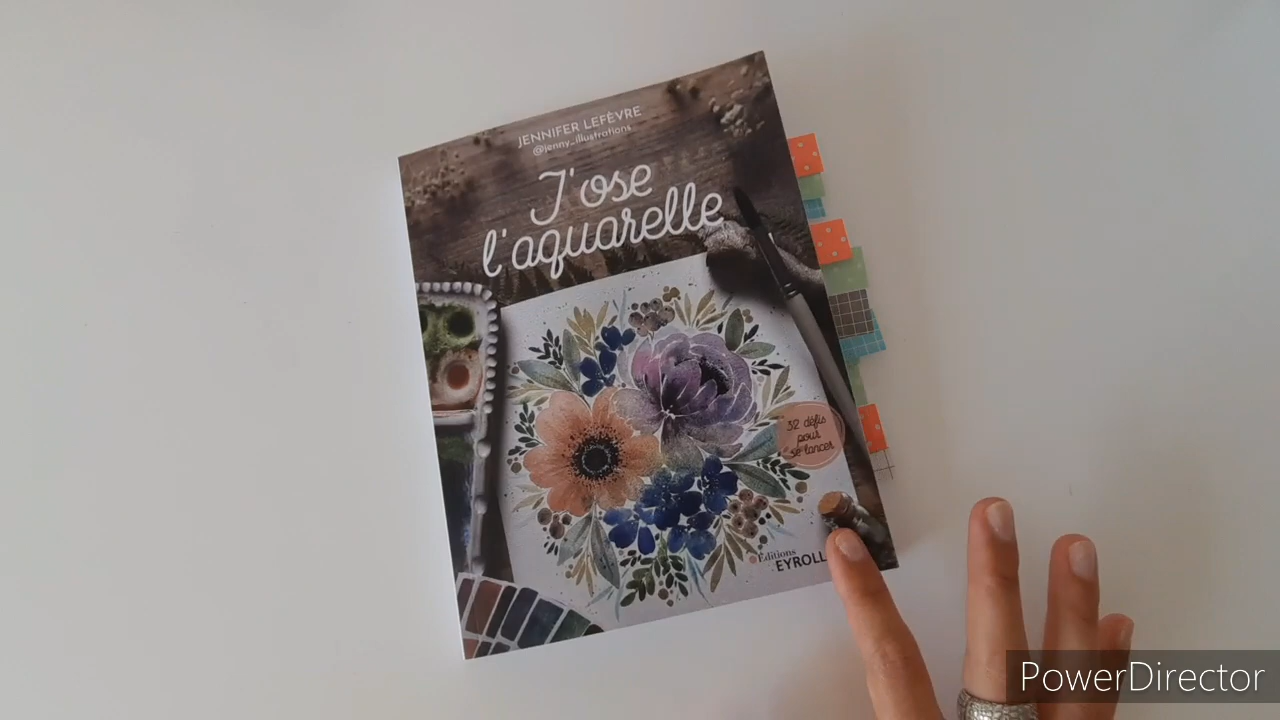 JENNIFER LEFÈVRE
@jenny_illustrations
J'ose
l'aquarelle
32 défis
pour
se lancer
Éditions
EYROLL
PowerDirector